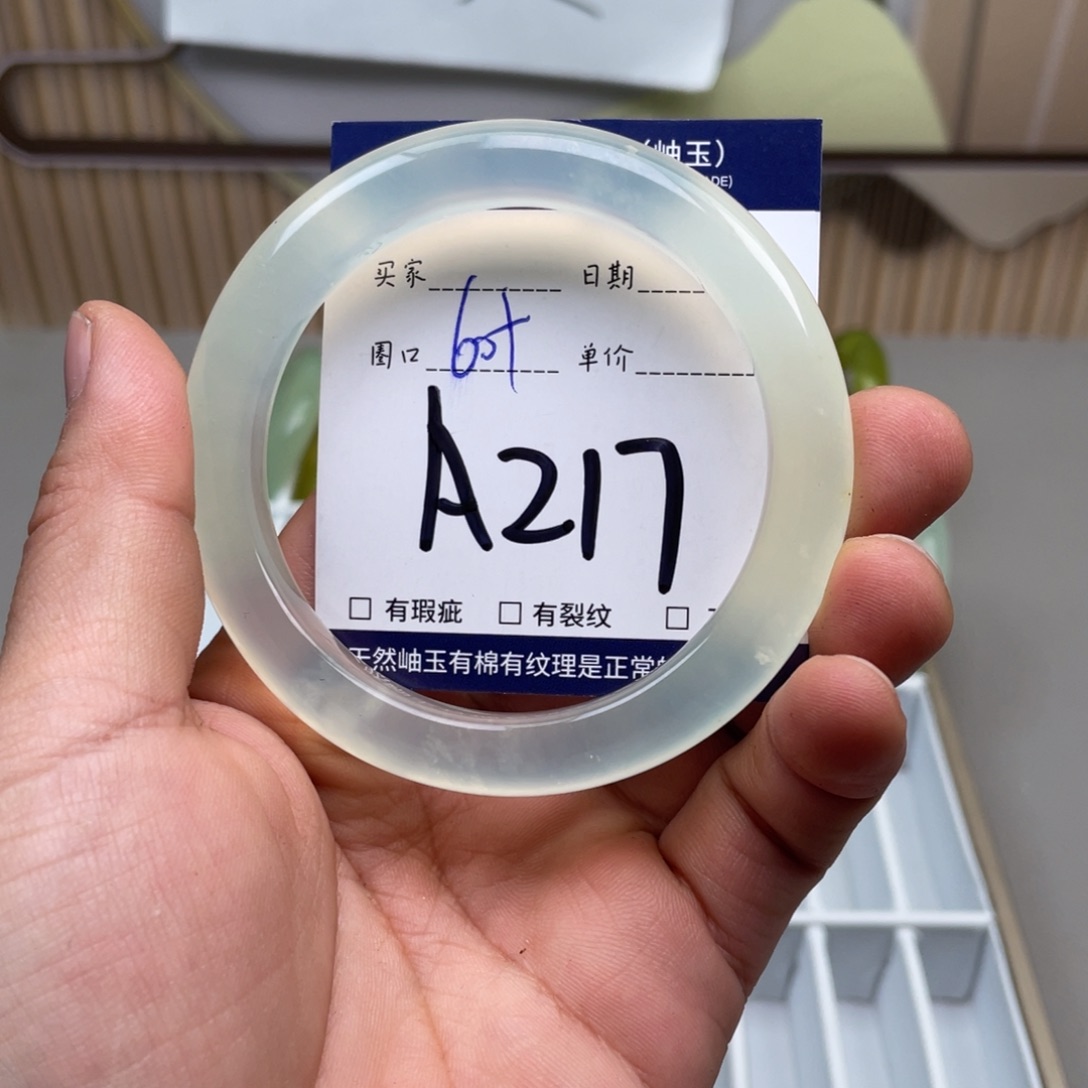 (岫玉)
买家 日期
圈口 60+ 单价
A217
□ 有瑕疵 □ 有裂纹 □
天然岫玉有棉有纹理是正常